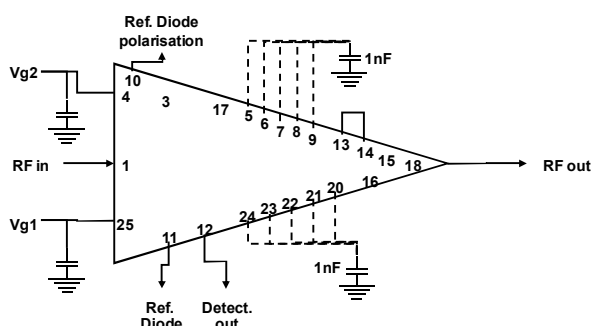 Ref. Diode
polarisation
1nF
Vg2
10
4
3
17
5
6
7
8
9
13
14
15
RF in
1
18
RF out
16
20
21
22
23
24
Vg1
25
11
12
1nF
Ref.
Diode
Detect.
out